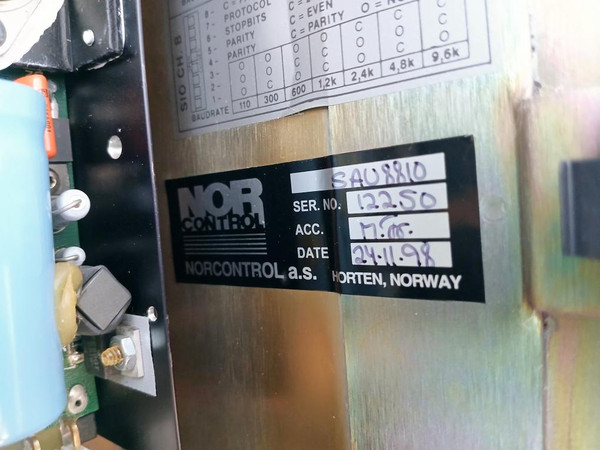 PROTOCOL
STOPBITS C = EVEN
PARITY C = PARITY
PARITY
SIO CH B
BAUDRATE 110 300 600 1,2k 2,4k 4,8k 9,6k
NOR
CONTROL
SAU8810
SER. NO. 12250
ACC.
DATE 24.11.98
NORCONTROL a.s. HORTEN, NORWAY